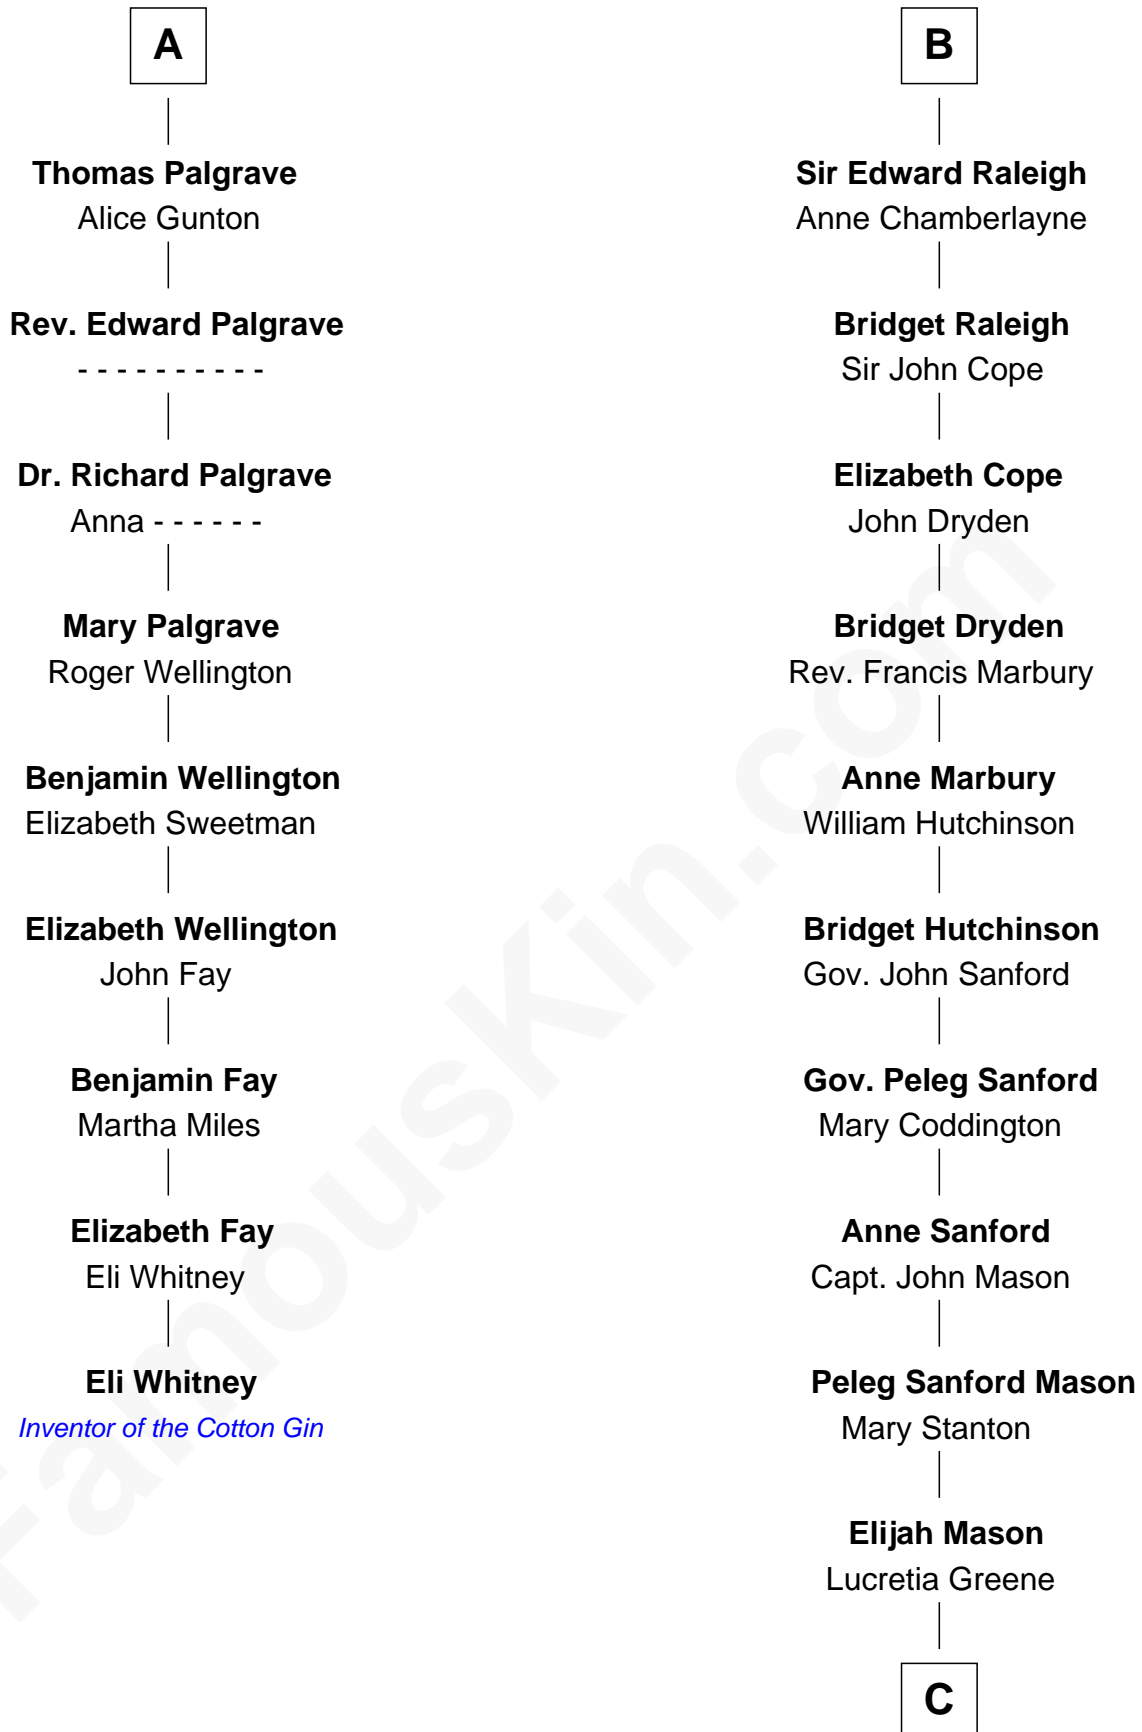 A
Thomas Palgrave
Alice Gunton
Rev. Edward Palgrave
- - - - - - - - - -
Dr. Richard Palgrave
Anna - - - - - -
Mary Palgrave
Roger Wellington
Benjamin Wellington
Elizabeth Sweetman
Elizabeth Wellington
John Fay
Benjamin Fay
Martha Miles
Elizabeth Fay
Eli Whitney
Eli Whitney
Inventor of the Cotton Gin
B
Sir Edward Raleigh
Anne Chamberlayne
Bridget Raleigh
Sir John Cope
Elizabeth Cope
John Dryden
Bridget Dryden
Rev. Francis Marbury
Anne Marbury
William Hutchinson
Bridget Hutchinson
Gov. John Sanford
Gov. Peleg Sanford
Mary Coddington
Anne Sanford
Capt. John Mason
Peleg Sanford Mason
Mary Stanton
Elijah Mason
Lucretia Greene
C
FamousKin.com